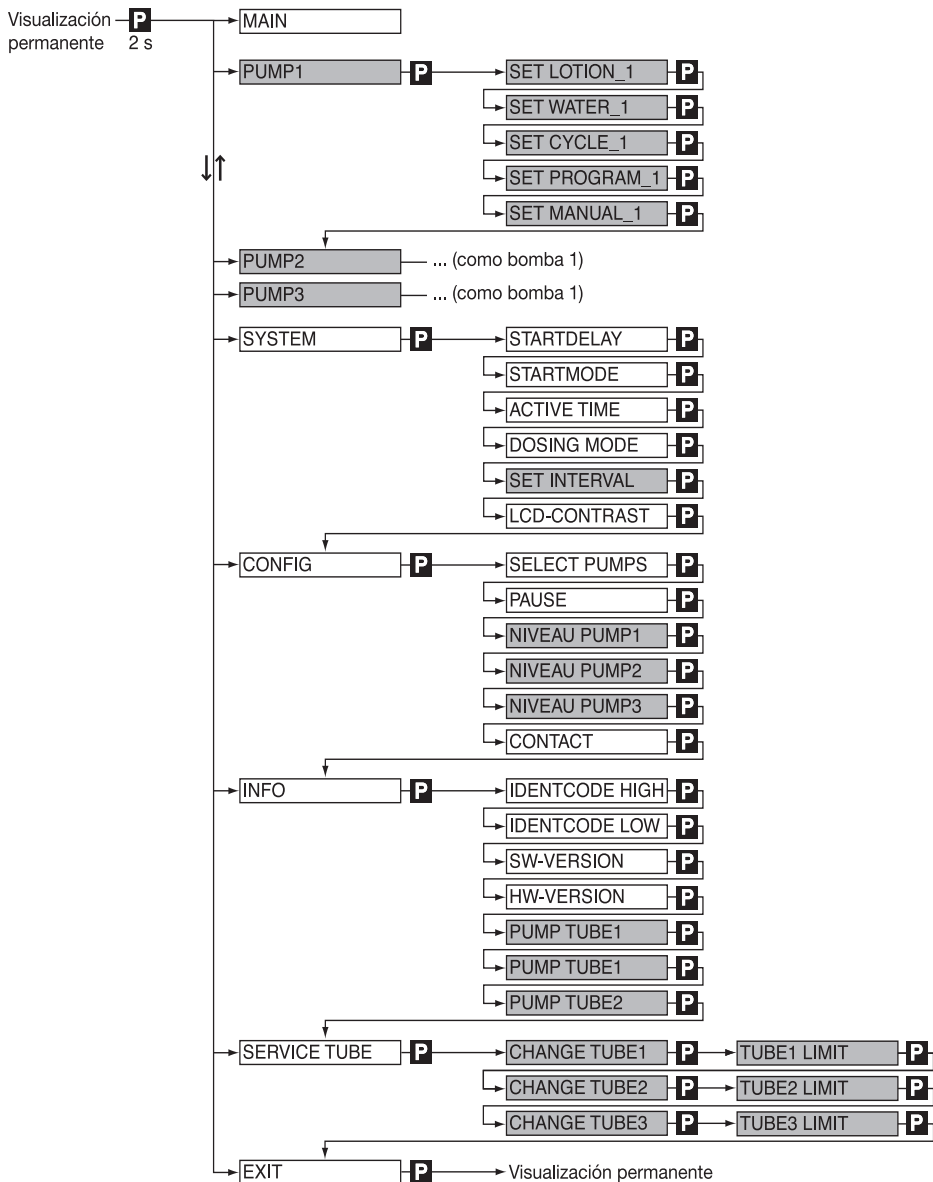 Visualización P MAIN
permanente 2 s
PUMP1 P SET LOTION_1 P
SET WATER_1 P
SET CYCLE_1 P
SET PROGRAM_1 P
SET MANUAL_1 P
PUMP2 ... (como bomba 1)
PUMP3 ... (como bomba 1)
SYSTEM P STARTDELAY P
STARTMODE P
ACTIVE TIME P
DOSING MODE P
SET INTERVAL P
LCD-CONTRAST P
CONFIG P SELECT PUMPS P
PAUSE P
NIVEAU PUMP1 P
NIVEAU PUMP2 P
NIVEAU PUMP3 P
CONTACT P
INFO P IDENTCODE HIGH P
IDENTCODE LOW P
SW-VERSION P
HW-VERSION P
PUMP TUBE1 P
PUMP TUBE1 P
PUMP TUBE2 P
SERVICE TUBE P CHANGE TUBE1 P TUBE1 LIMIT P
CHANGE TUBE2 P TUBE2 LIMIT P
CHANGE TUBE3 P TUBE3 LIMIT P
EXIT P Visualización permanente